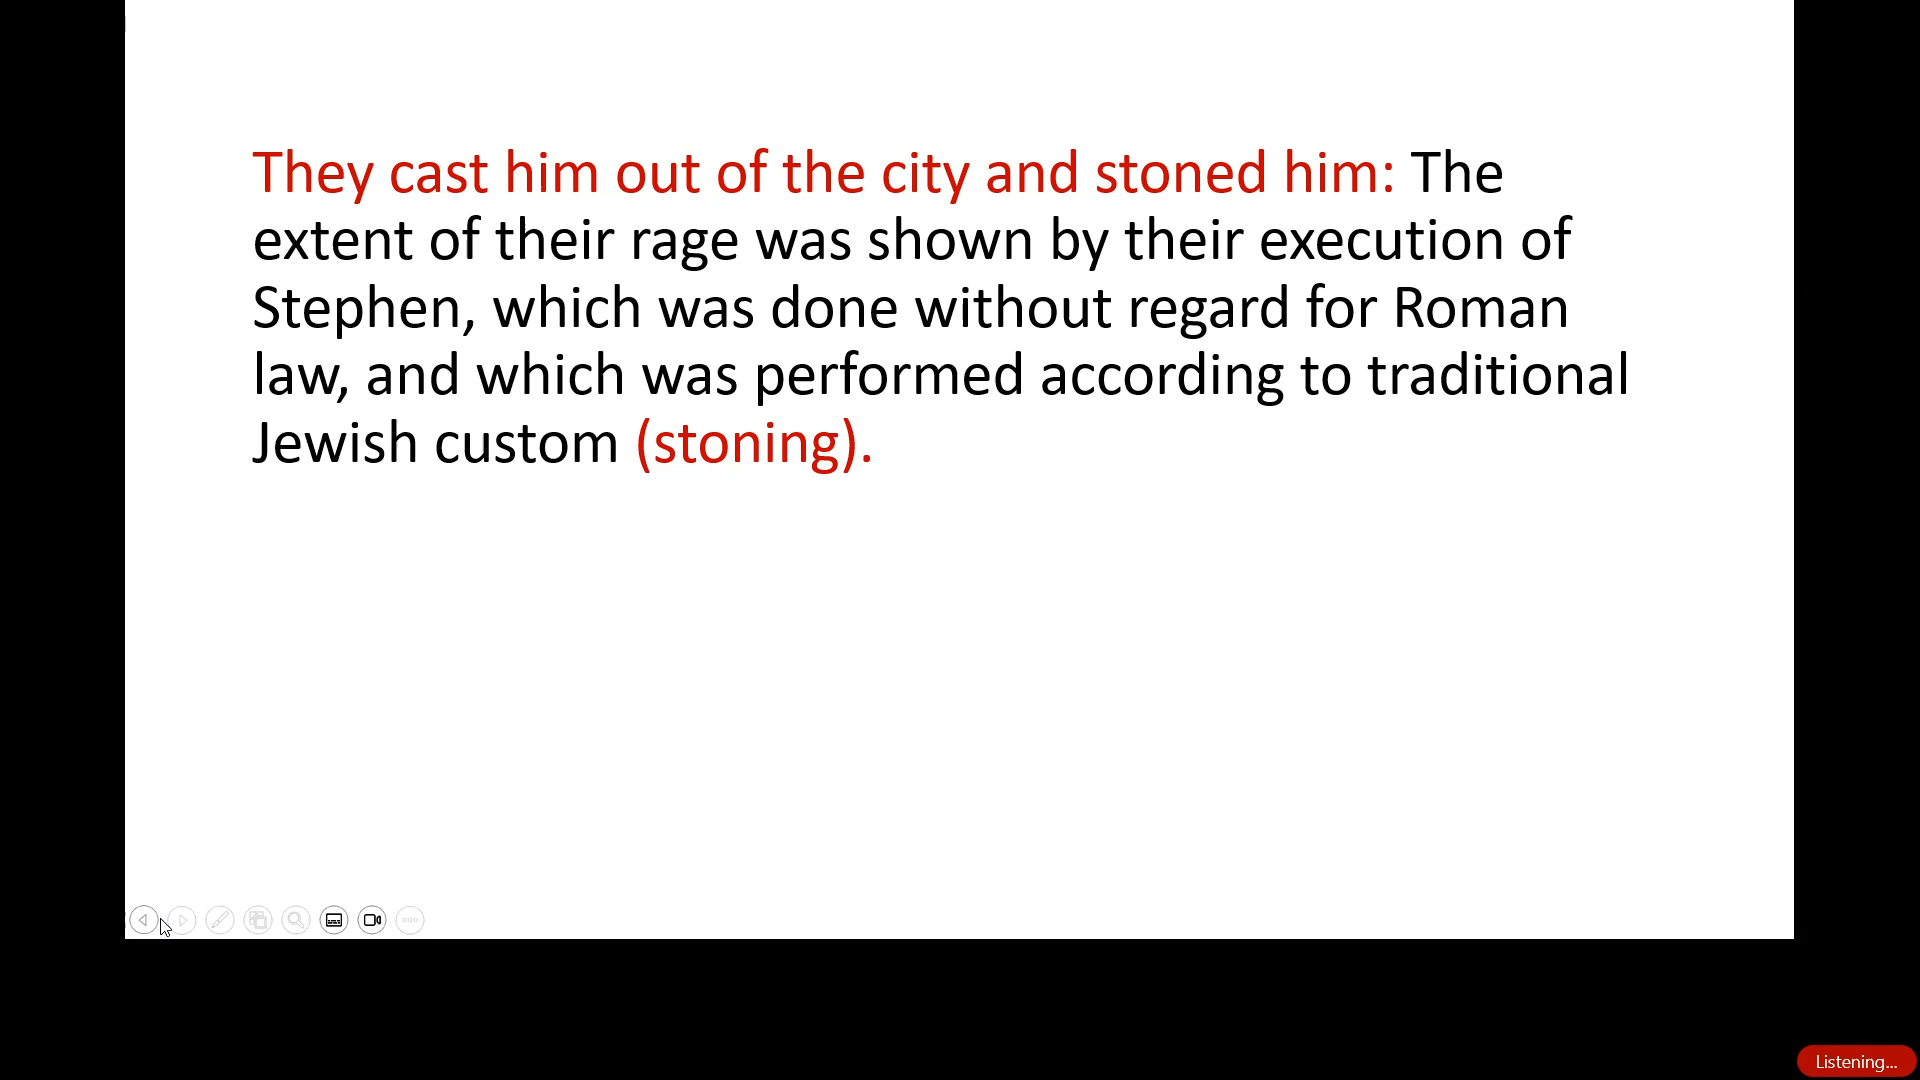 They cast him out of the city and stoned him: The
extent of their rage was shown by their execution of
Stephen, which was done without regard for Roman
law, and which was performed according to traditional
Jewish custom (stoning).
Listening...